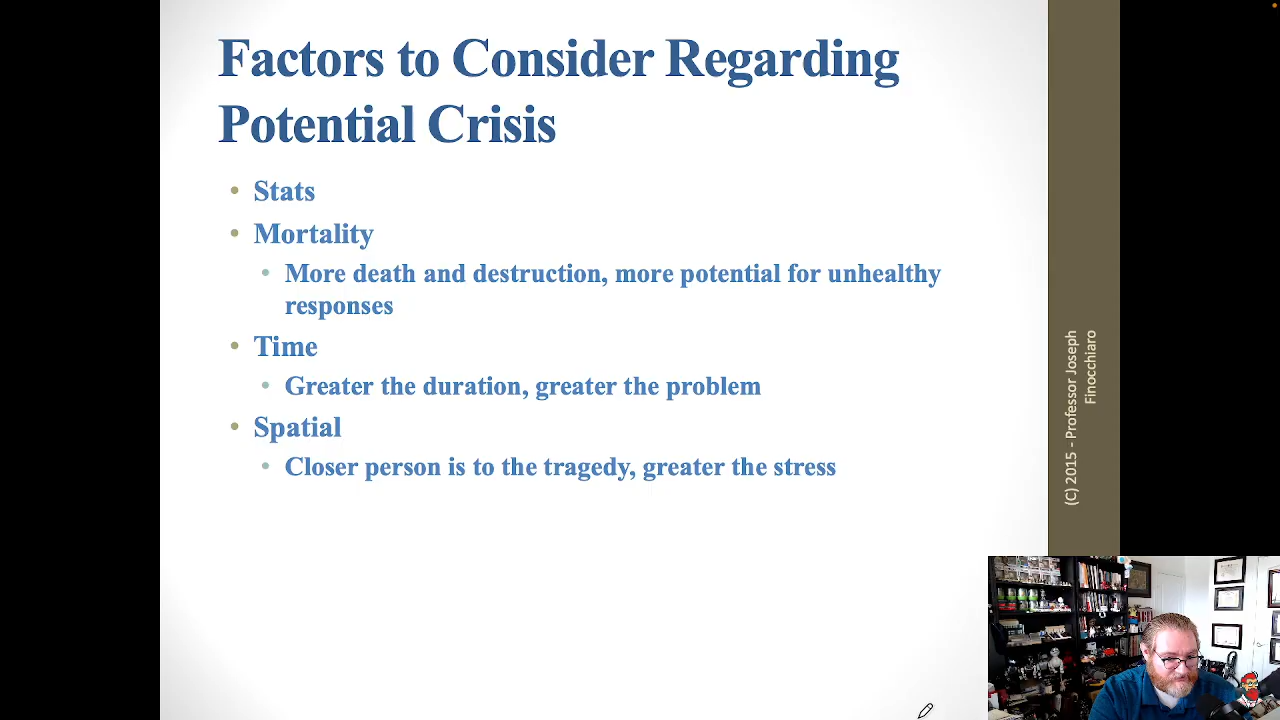 Factors to Consider Regarding
Potential Crisis
• Stats
• Mortality
• More death and destruction, more potential for unhealthy
responses
• Time
• Greater the duration, greater the problem
• Spatial
• Closer person is to the tragedy, greater the stress
(C) 2015 - Professor Joseph
Finocchiaro